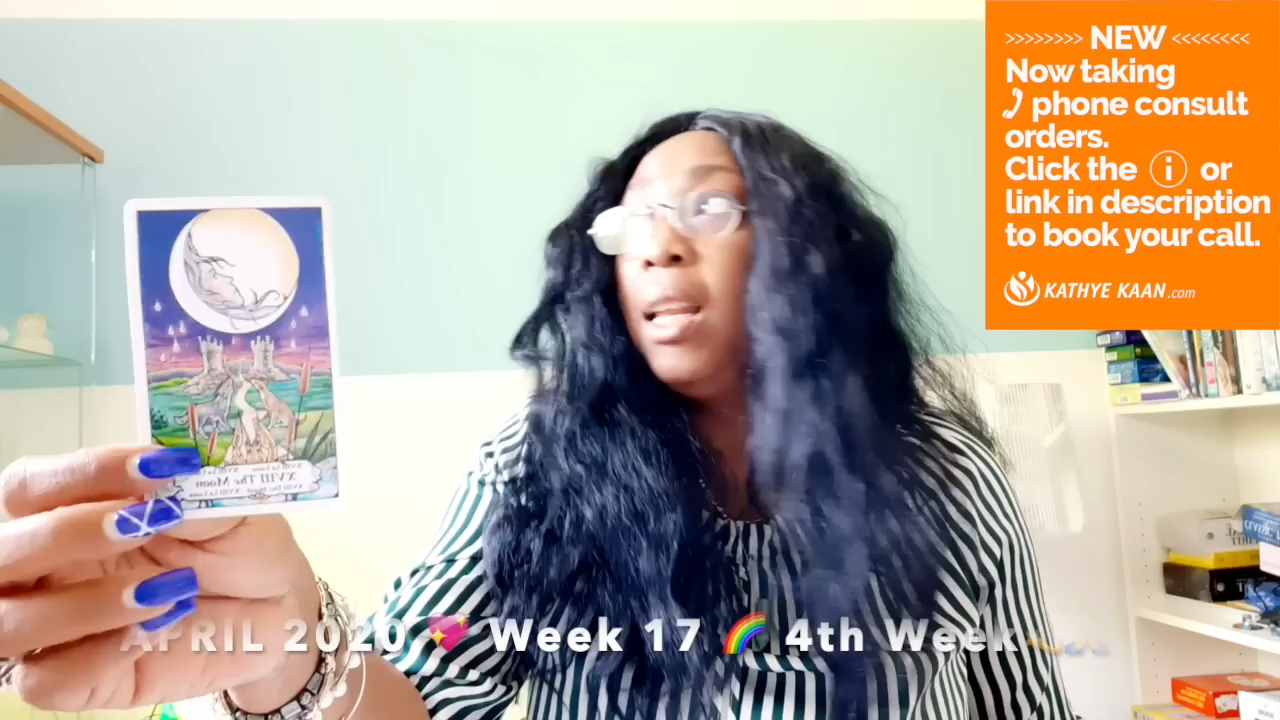 >>>>>>>> NEW <<<<<<<<
Now taking
phone consult
orders.
Click the i or
link in description
to book your call.
KATHYE KAAN.com
XVIII The Moon
APRIL 2020 💖 Week 17 🌈 4th Week